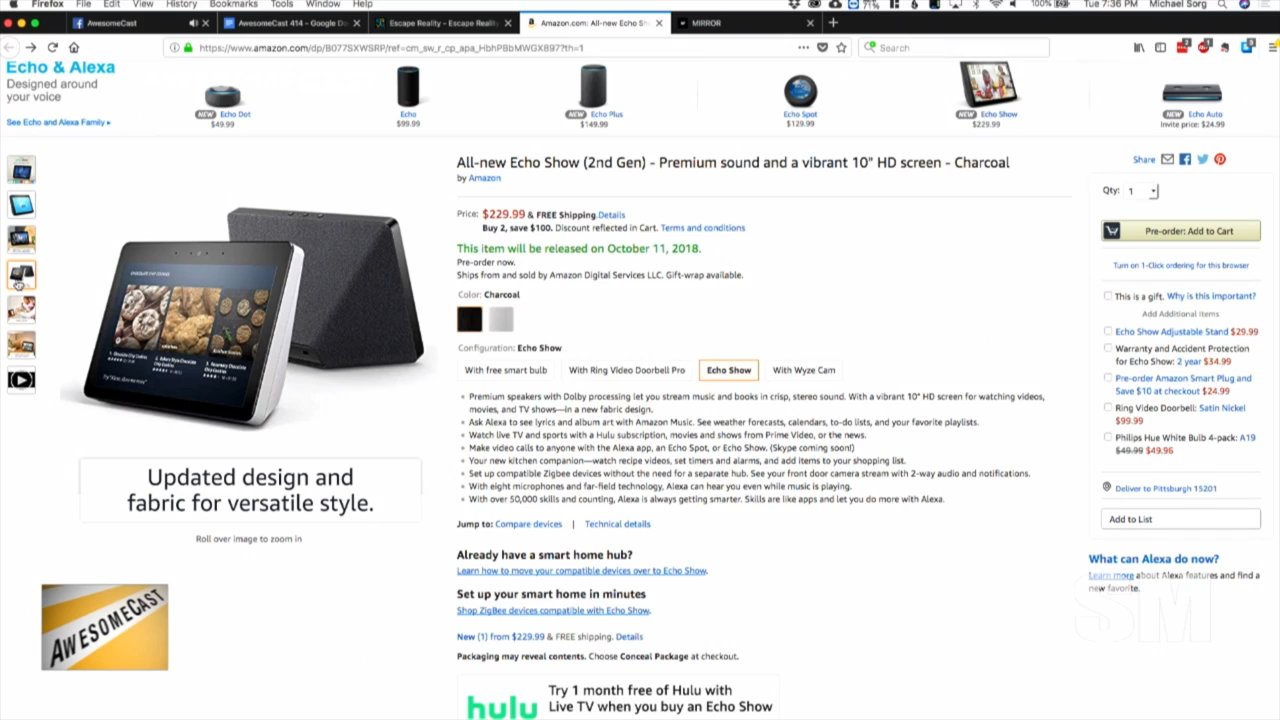 Firefox File Edit View History Bookmarks Tools Window Help 100% Tue 7:36 PM Michael Sorg
AwesomeCast
AwesomeCast 414 - Google Do
Escape Reality - Escape Realit
Amazon.com: All-new Echo Sh
MIRROR
https://www.amazon.com/dp/B077SXWSRP/ref=cm_sw_r_cp_apa_HbhPBbMWGX897?th=1
Search
Echo & Alexa
Designed around
your voice
See Echo and Alexa Family ▸
NEW Echo Dot
$49.99
Echo
$99.99
NEW Echo Plus
$149.99
Echo Spot
$129.99
NEW Echo Show
$229.99
NEW Echo Auto
Invite price: $24.99
All-new Echo Show (2nd Gen) - Premium sound and a vibrant 10" HD screen - Charcoal
by Amazon
Price: $229.99 & FREE Shipping. Details
Buy 2, save $100. Discount reflected in Cart. Terms and conditions
This item will be released on October 11, 2018.
Pre-order now.
Ships from and sold by Amazon Digital Services LLC. Gift-wrap available.
Color: Charcoal
Configuration: Echo Show
With free smart bulb
With Ring Video Doorbell Pro
Echo Show
With Wyze Cam
Premium speakers with Dolby processing let you stream music and books in crisp, stereo sound. With a vibrant 10" HD screen for watching videos,
movies, and TV shows—in a new fabric design.
Ask Alexa to see lyrics and album art with Amazon Music. See weather forecasts, calendars, to-do lists, and your favorite playlists.
Watch live TV and sports with a Hulu subscription, movies and shows from Prime Video, or the news.
Make video calls to anyone with the Alexa app, an Echo Spot, or Echo Show. (Skype coming soon!)
Your new kitchen companion—watch recipe videos, set timers and alarms, and add items to your shopping list.
Set up compatible Zigbee devices without the need for a separate hub. See your front door camera stream with 2-way audio and notifications.
With eight microphones and far-field technology, Alexa can hear you even while music is playing.
With over 50,000 skills and counting, Alexa is always getting smarter. Skills are like apps and let you do more with Alexa.
Jump to: Compare devices | Technical details
Already have a smart home hub?
Learn how to move your compatible devices over to Echo Show.
Set up your smart home in minutes
Shop ZigBee devices compatible with Echo Show.
New (1) from $229.99 & FREE shipping. Details
Packaging may reveal contents. Choose Conceal Package at checkout.
hulu
Try 1 month free of Hulu with
Live TV when you buy an Echo Show
Updated design and
fabric for versatile style.
Roll over image to zoom in
AWESOMECAST
Share
Qty: 1
Pre-order: Add to Cart
Turn on 1-Click ordering for this browser
This is a gift. Why is this important?
Add Additional Items
Echo Show Adjustable Stand $29.99
Warranty and Accident Protection
for Echo Show: 2 year $34.99
Pre-order Amazon Smart Plug and
Save $10 at checkout $24.99
Ring Video Doorbell: Satin Nickel
$99.99
Philips Hue White Bulb 4-pack: A19
$49.99 $49.96
Deliver to Pittsburgh 15201
Add to List
What can Alexa do now?
Learn more about Alexa features and find a
new favorite.
SM